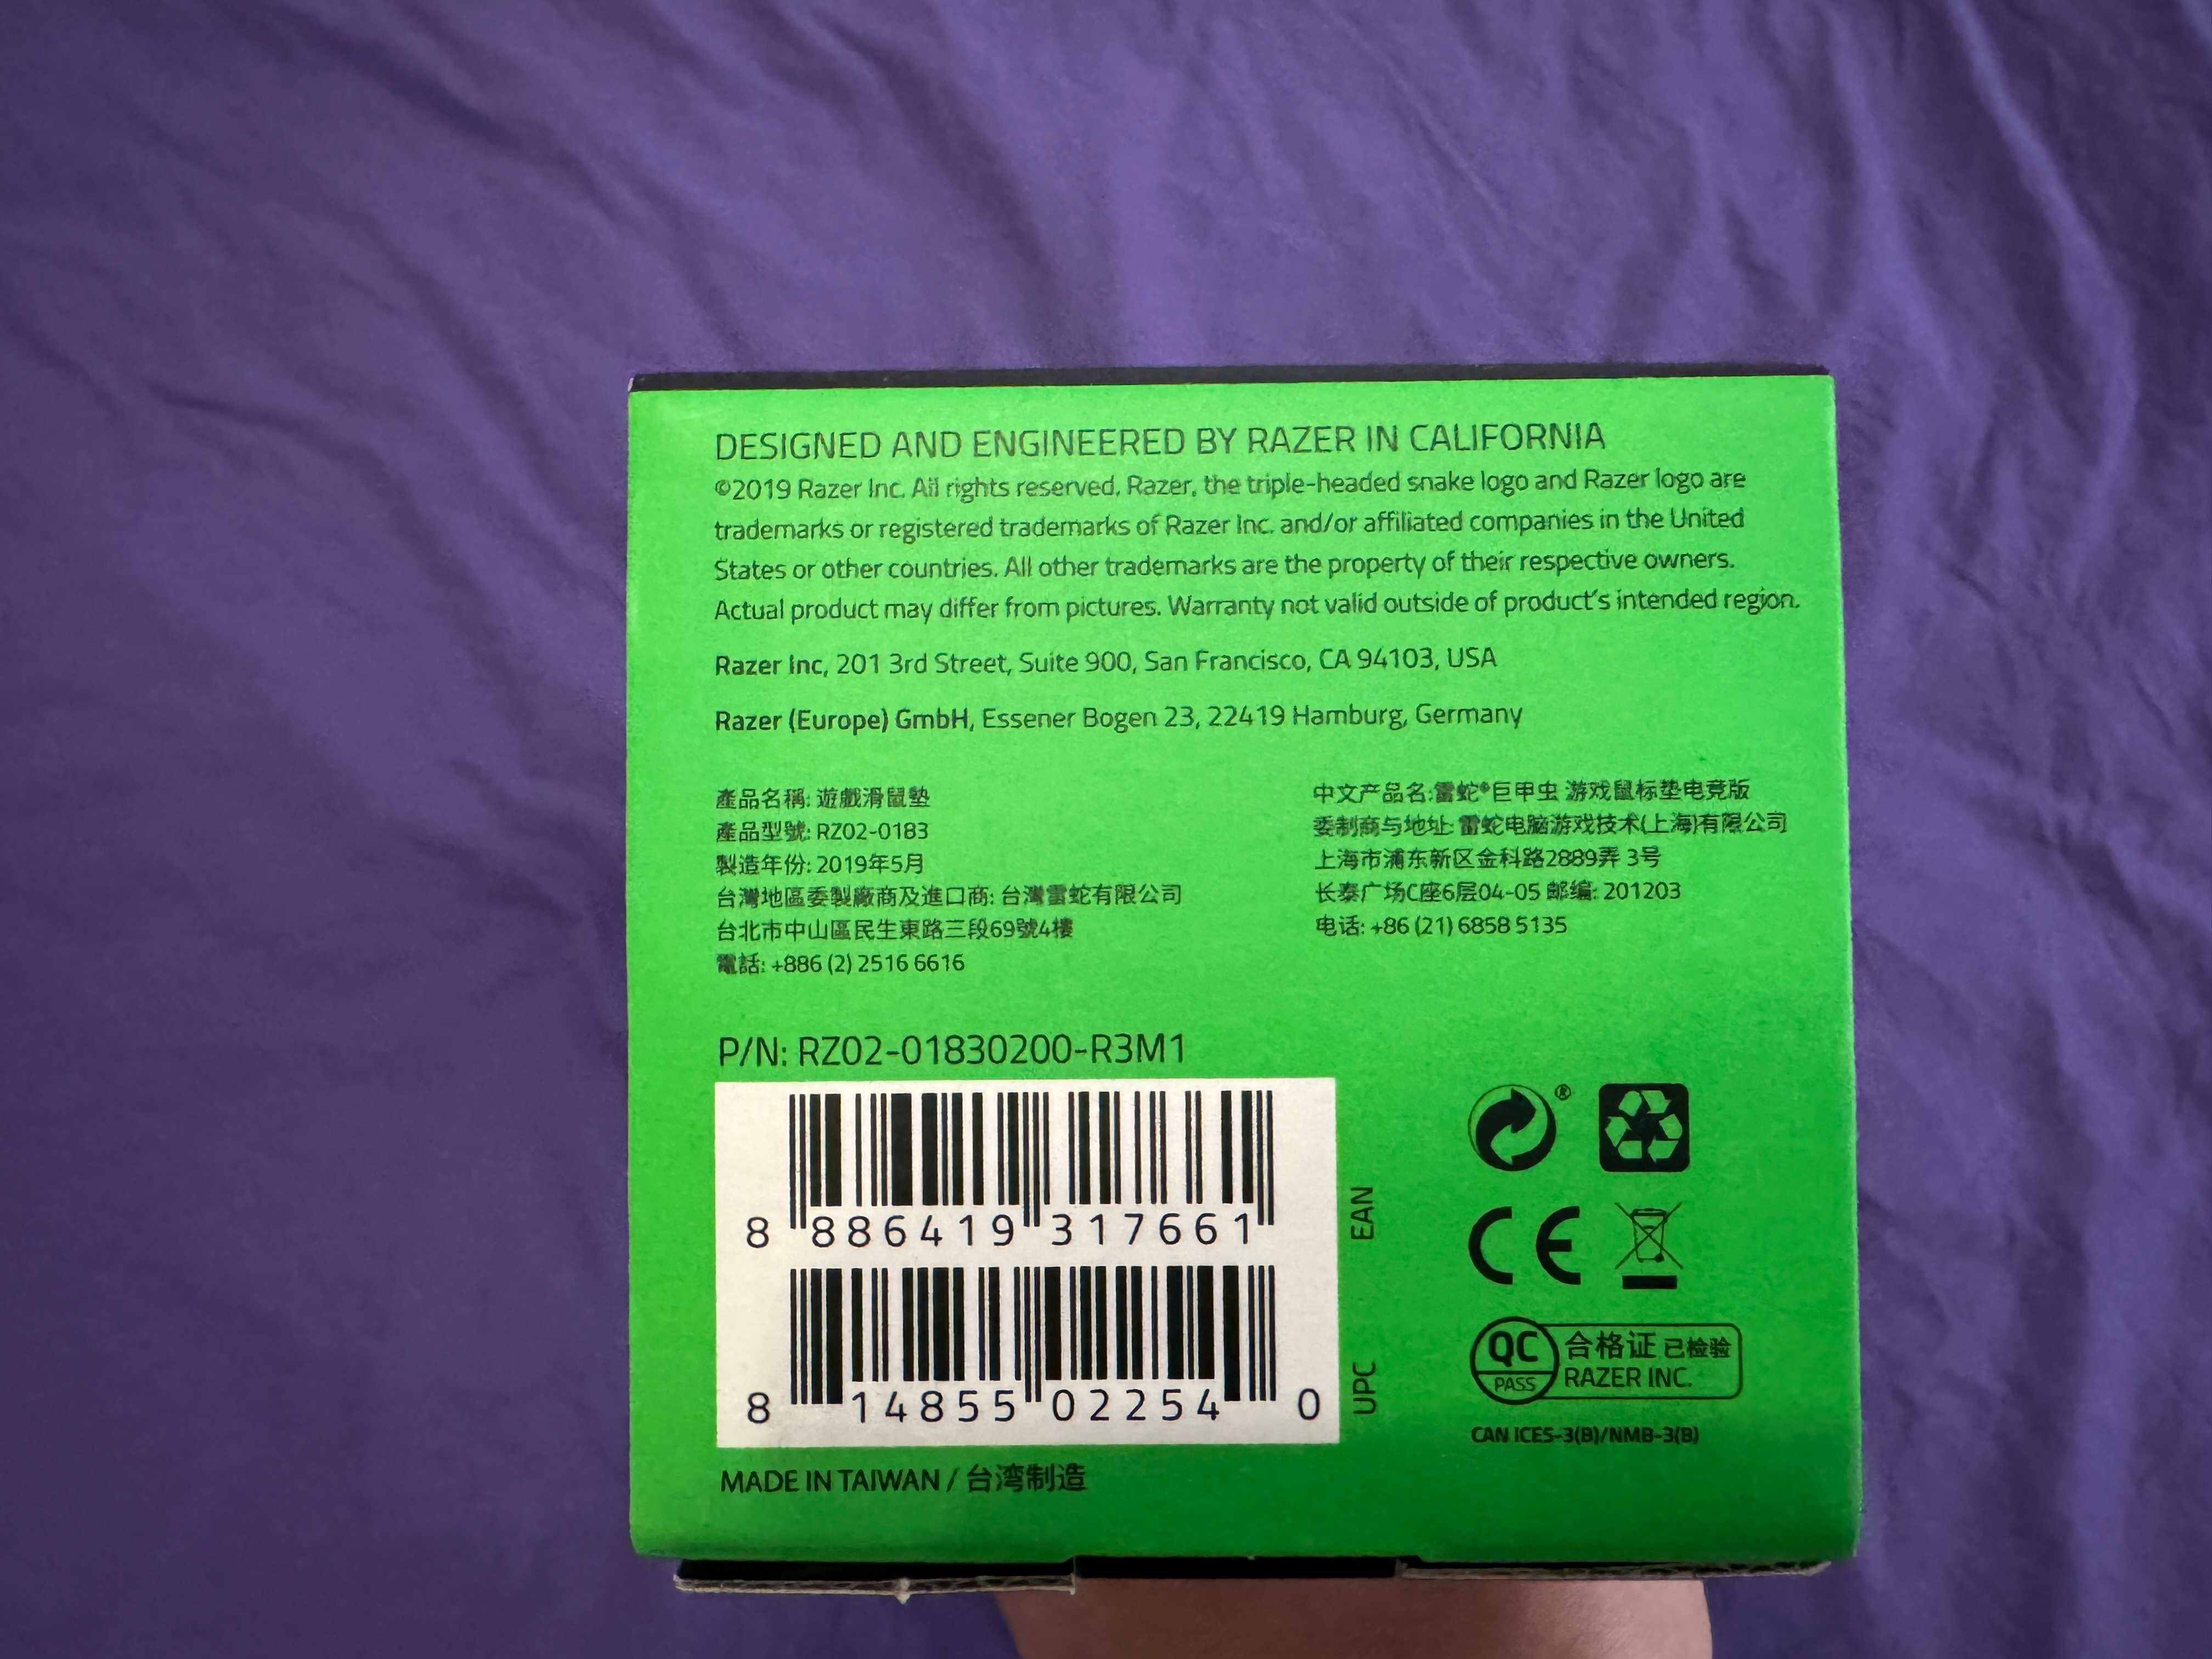 DESIGNED AND ENGINEERED BY RAZER IN CALIFORNIA
©2019 Razer Inc. All rights reserved. Razer, the triple-headed snake logo and Razer logo are
trademarks or registered trademarks of Razer Inc. and/or affiliated companies in the United
States or other countries. All other trademarks are the property of their respective owners.
Actual product may differ from pictures. Warranty not valid outside of product's intended region.
Razer Inc, 201 3rd Street, Suite 900, San Francisco, CA 94103, USA
Razer (Europe) GmbH, Essener Bogen 23, 22419 Hamburg, Germany
產品名稱: 遊戲滑鼠墊
產品型號: RZ02-0183
製造年份: 2019年5月
台灣地區委製廠商及進口商: 台灣雷蛇有限公司
台北市中山區民生東路三段69號4樓
電話: +886 (2) 2516 6616
中文产品名:雷蛇®巨甲虫 游戏鼠标垫电竞版
委制商与地址: 雷蛇电脑游戏技术(上海)有限公司
上海市浦东新区金科路2889弄 3号
长泰广场C座6层04-05 邮编: 201203
电话: +86 (21) 6858 5135
P/N: RZ02-01830200-R3M1
8 886419 317661
EAN
8 14855 02254 0
UPC
®
CE
QC PASS
合格证 已检验
RAZER INC.
CAN ICES-3(B)/NMB-3(B)
MADE IN TAIWAN / 台湾制造